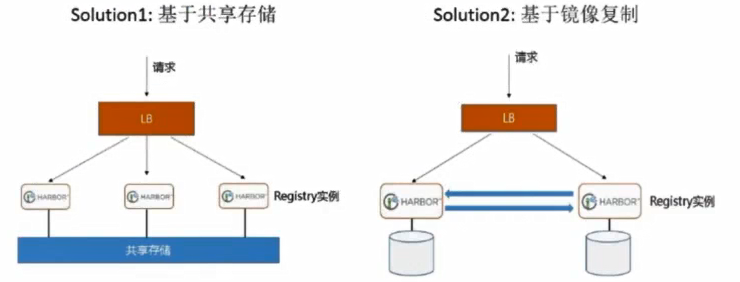 Solution1: 基于共享存储
请求
LB
HARBOR
HARBOR
HARBOR
Registry实例
共享存储
Solution2: 基于镜像复制
请求
LB
HARBOR
HARBOR
Registry实例